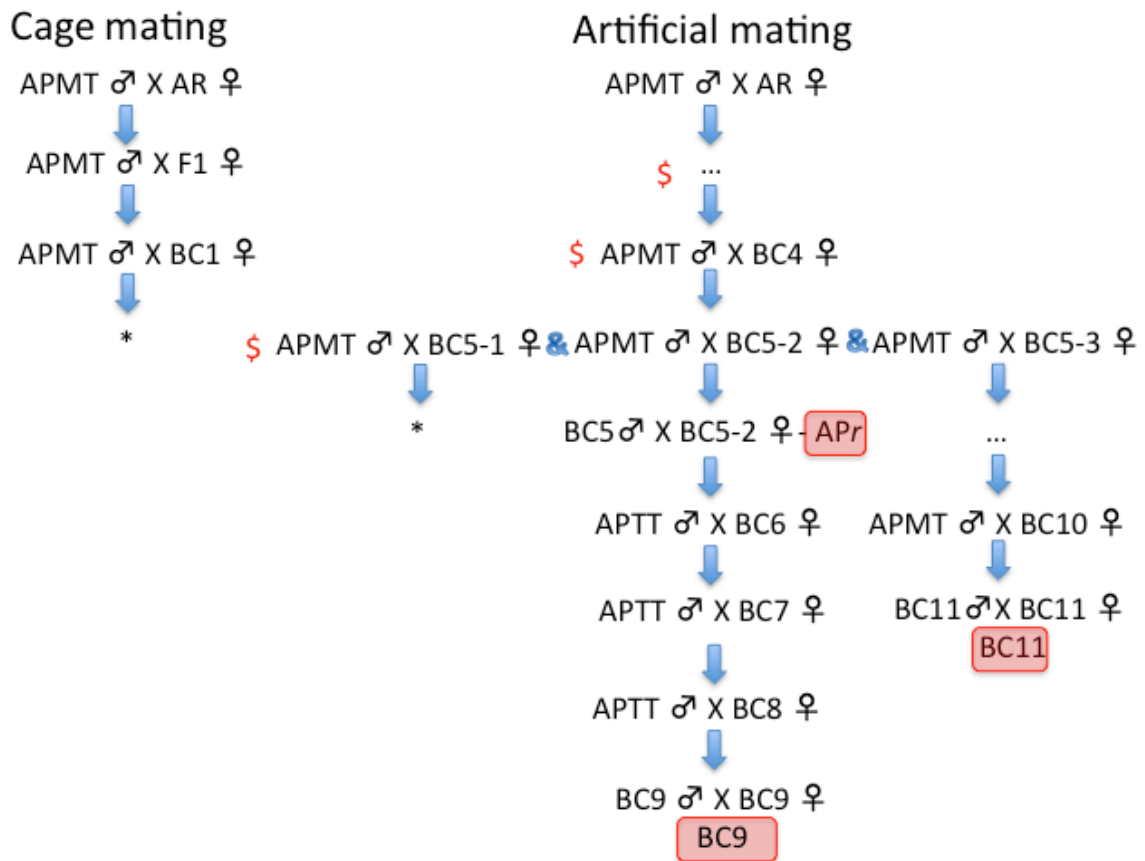 Cage mating
Artificial mating
APMT ♂ X AR ♀
APMT ♂ X AR ♀
APMT ♂ X F1 ♀
$ ...
APMT ♂ X BC1 ♀
$ APMT ♂ X BC4 ♀
*
$ APMT ♂ X BC5-1 ♀ & APMT ♂ X BC5-2 ♀ & APMT ♂ X BC5-3 ♀
*
BC5♂ X BC5-2 ♀- APr
...
APTT ♂ X BC6 ♀
APMT ♂ X BC10 ♀
APTT ♂ X BC7 ♀
BC11♂X BC11 ♀
BC11
APTT ♂ X BC8 ♀
BC9 ♂ X BC9 ♀
BC9